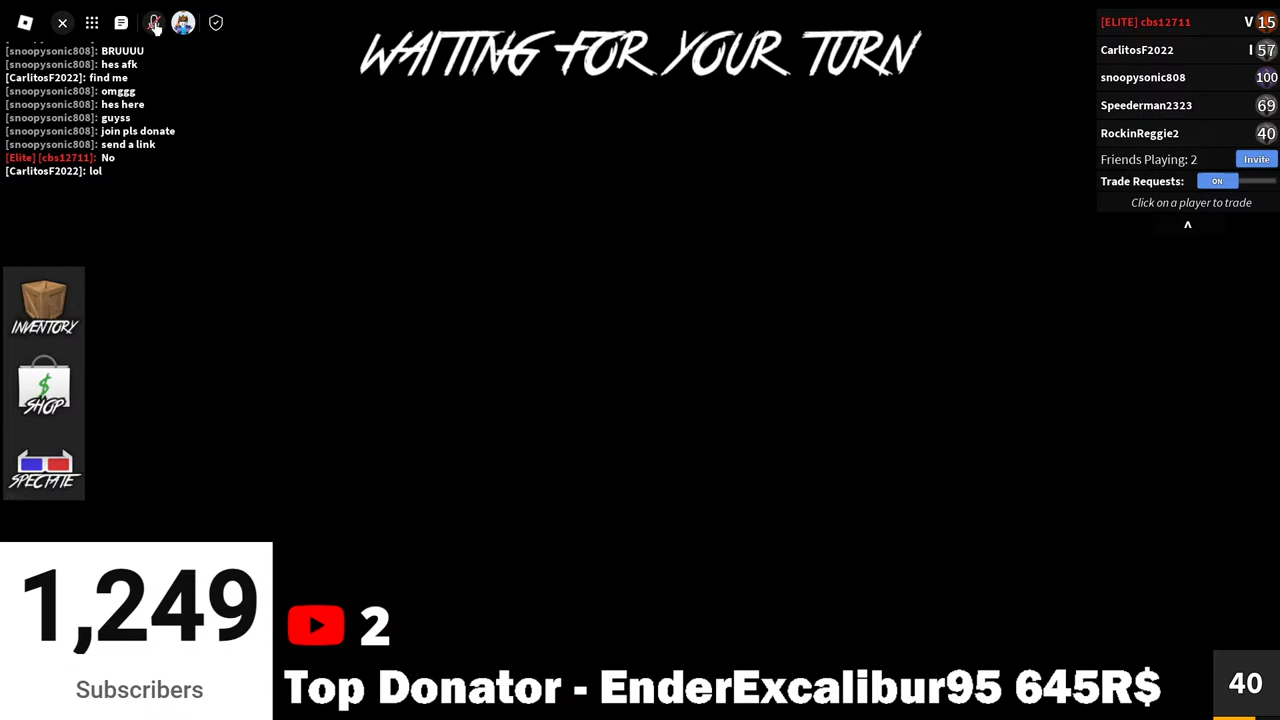 WAITING FOR YOUR TURN
[snoopysonic808]: BRUUUU
[snoopysonic808]: hes afk
[CarlitosF2022]: find me
[snoopysonic808]: omggg
[snoopysonic808]: hes here
[snoopysonic808]: guyss
[snoopysonic808]: join pls donate
[snoopysonic808]: send a link
[Elite] [cbs12711]: No
[CarlitosF2022]: lol
[ELITE] cbs12711 V 15
CarlitosF2022 I 57
snoopysonic808 100
Speederman2323 69
RockinReggie2 40
Friends Playing: 2 Invite
Trade Requests: ON
Click on a player to trade
^
INVENTORY
$
SHOP
SPECTATE
1,249
Subscribers
2
Top Donator - EnderExcalibur95 645R$
40